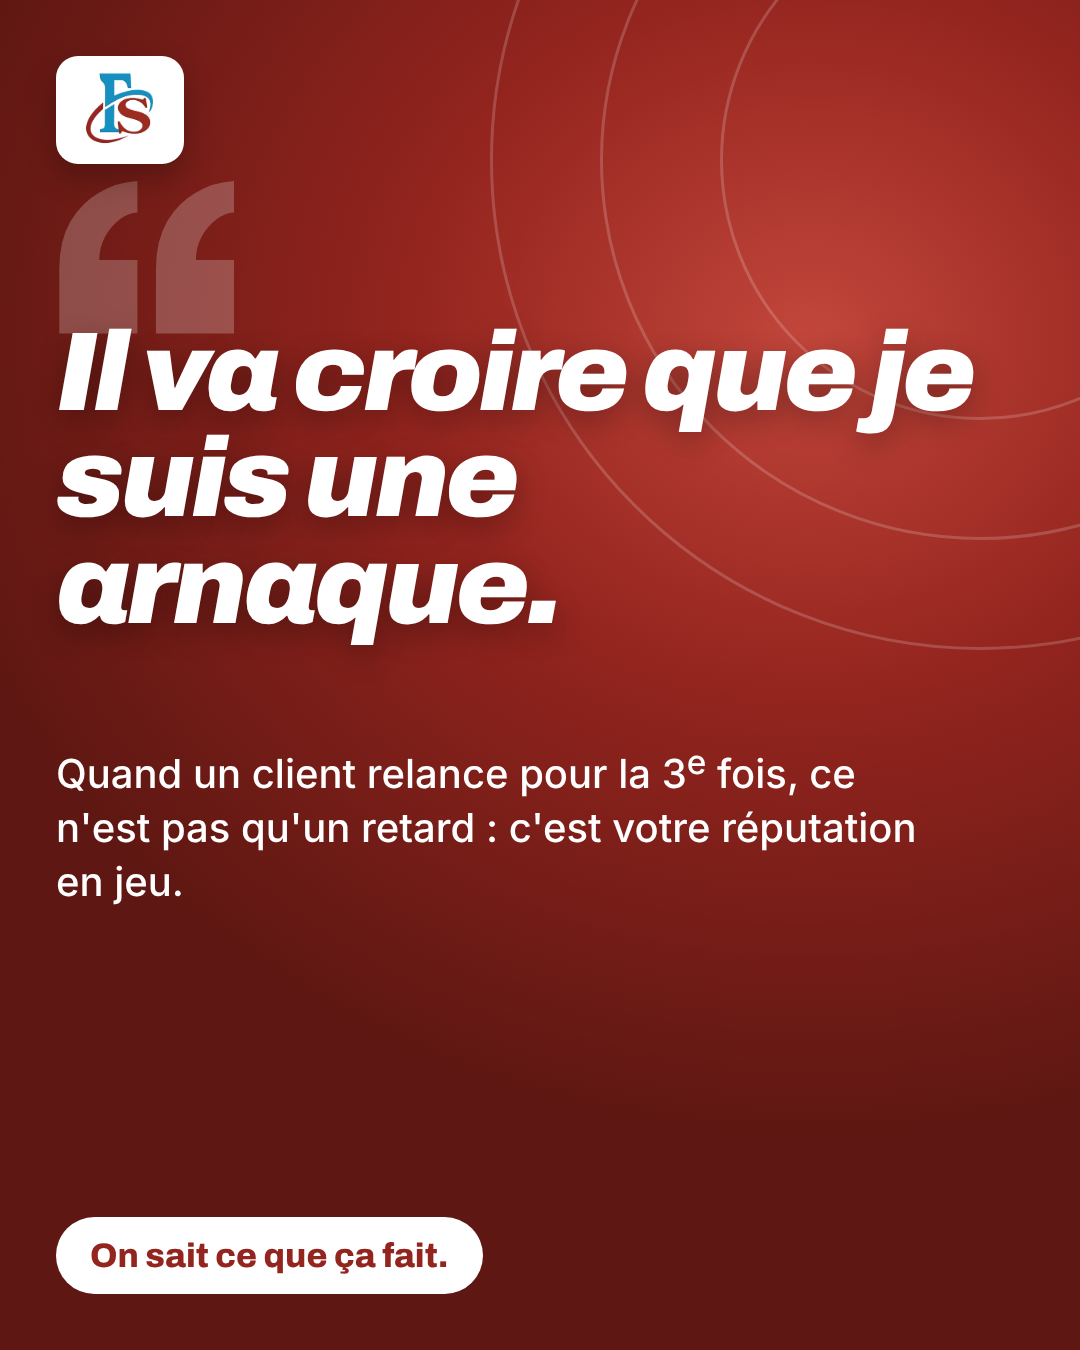 FS
“
Il va croire que je
suis une
arnaque.
Quand un client relance pour la 3e fois, ce
n'est pas qu'un retard : c'est votre réputation
en jeu.
On sait ce que ça fait.